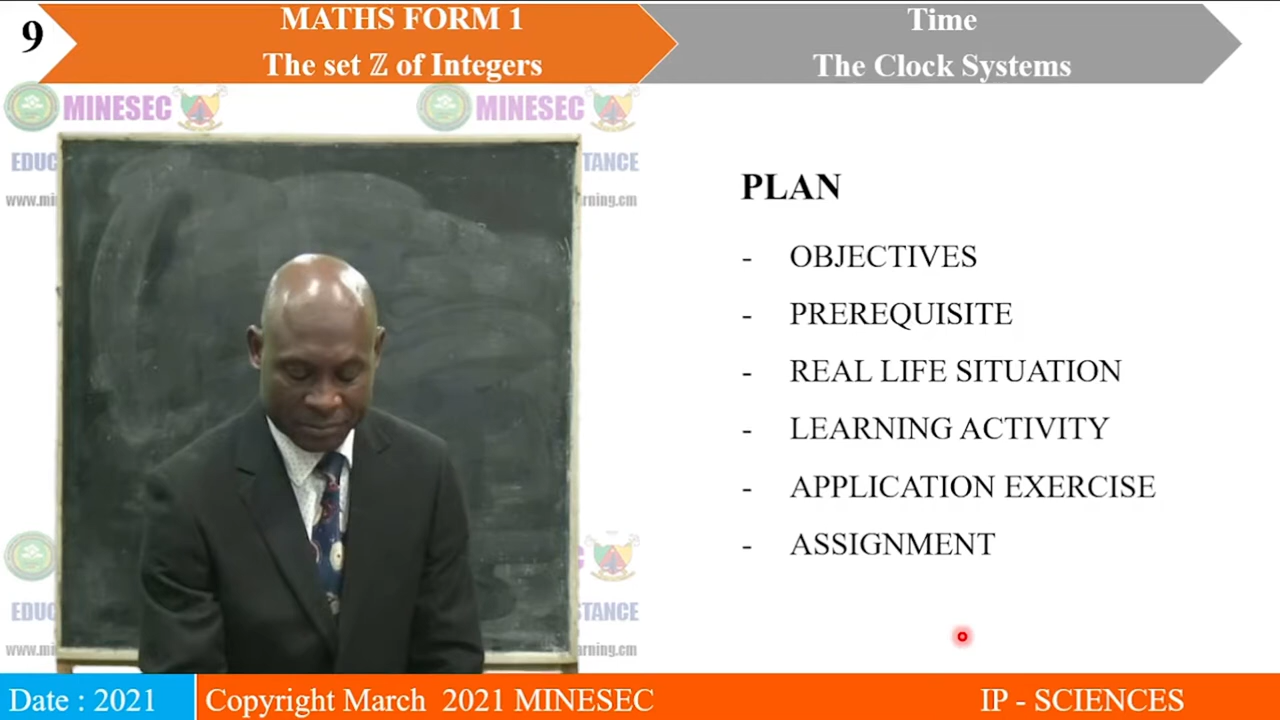 9
MATHS FORM 1
The set ℤ of Integers
Time
The Clock Systems
MINESEC
MINESEC
EDUC
TANCE
www.mi
rning.cm
PLAN
- OBJECTIVES
- PREREQUISITE
- REAL LIFE SITUATION
- LEARNING ACTIVITY
- APPLICATION EXERCISE
- ASSIGNMENT
EDUC
STANCE
www.mi
arning.cm
Date : 2021
Copyright March 2021 MINESEC
IP - SCIENCES